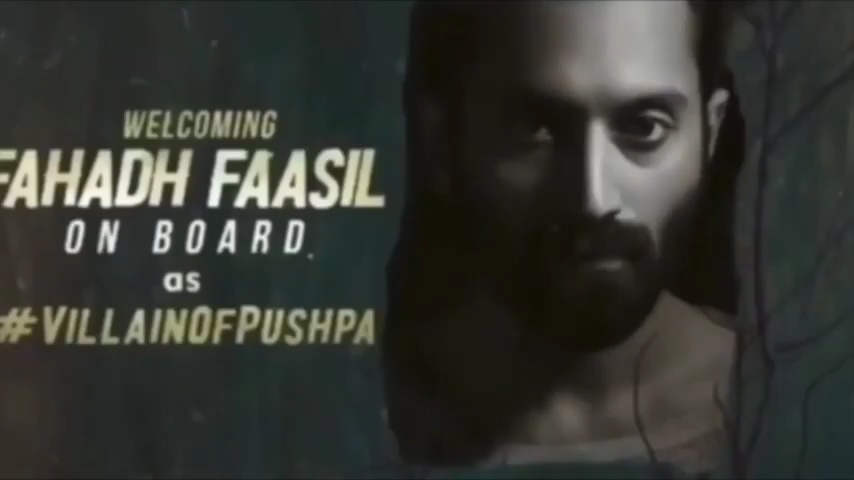 WELCOMING
FAHADH FAASIL
ON BOARD
as
#VILLAINOFPUSHPA